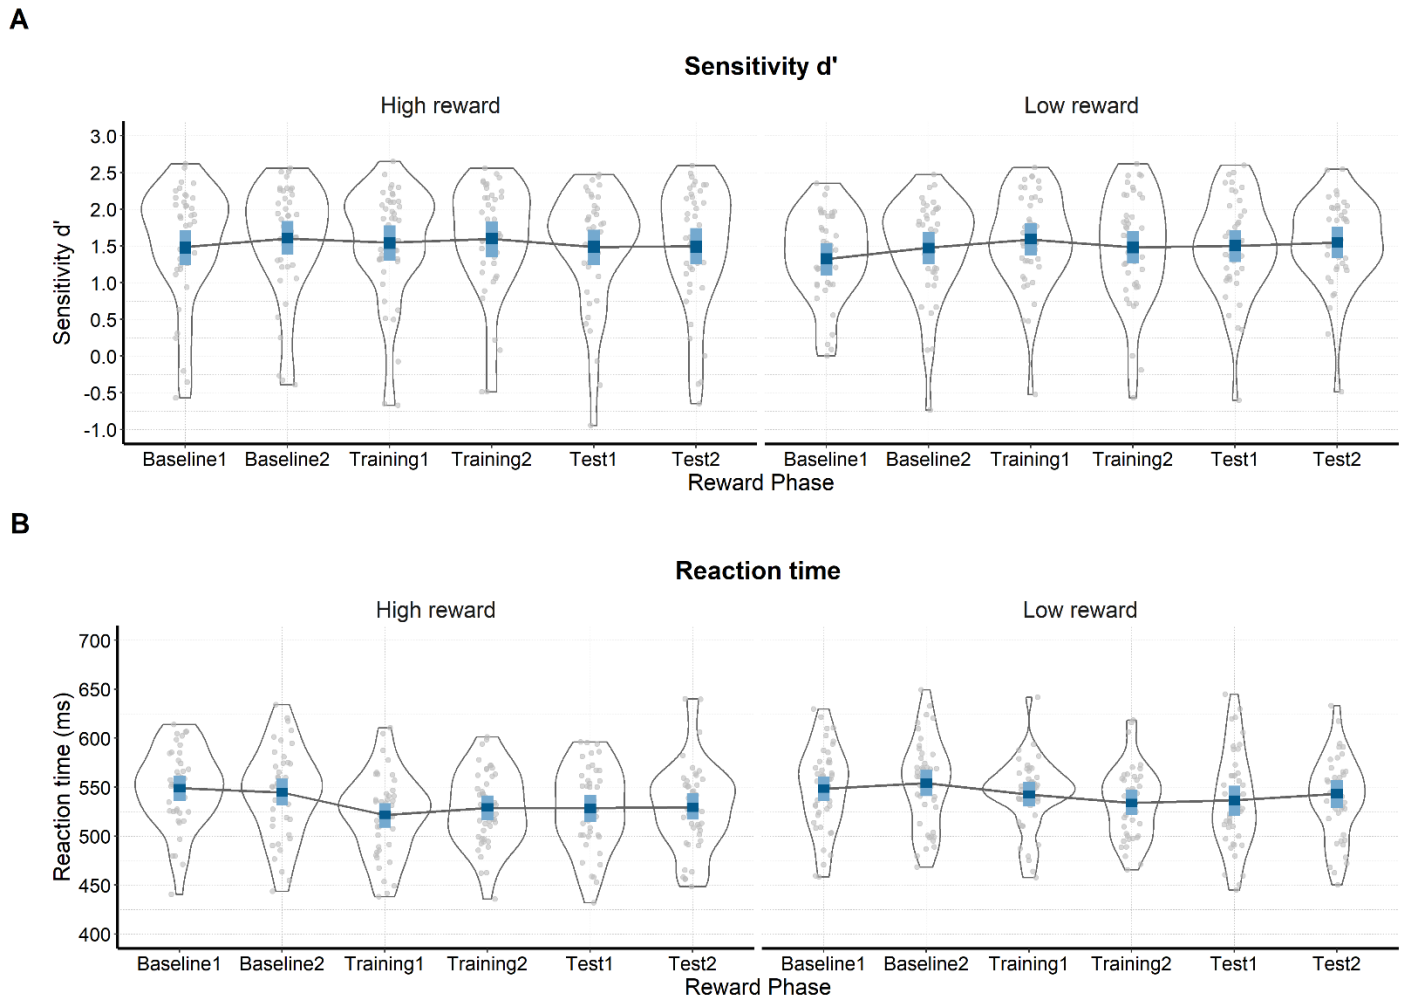 A
Sensitivity d'
High reward
Low reward
Sensitivity d'
3.0
2.5
2.0
1.5
1.0
0.5
0.0
-0.5
-1.0
Baseline1 Baseline2 Training1 Training2 Test1 Test2
Baseline1 Baseline2 Training1 Training2 Test1 Test2
Reward Phase
B
Reaction time
High reward
Low reward
Reaction time (ms)
700
650
600
550
500
450
400
Baseline1 Baseline2 Training1 Training2 Test1 Test2
Baseline1 Baseline2 Training1 Training2 Test1 Test2
Reward Phase